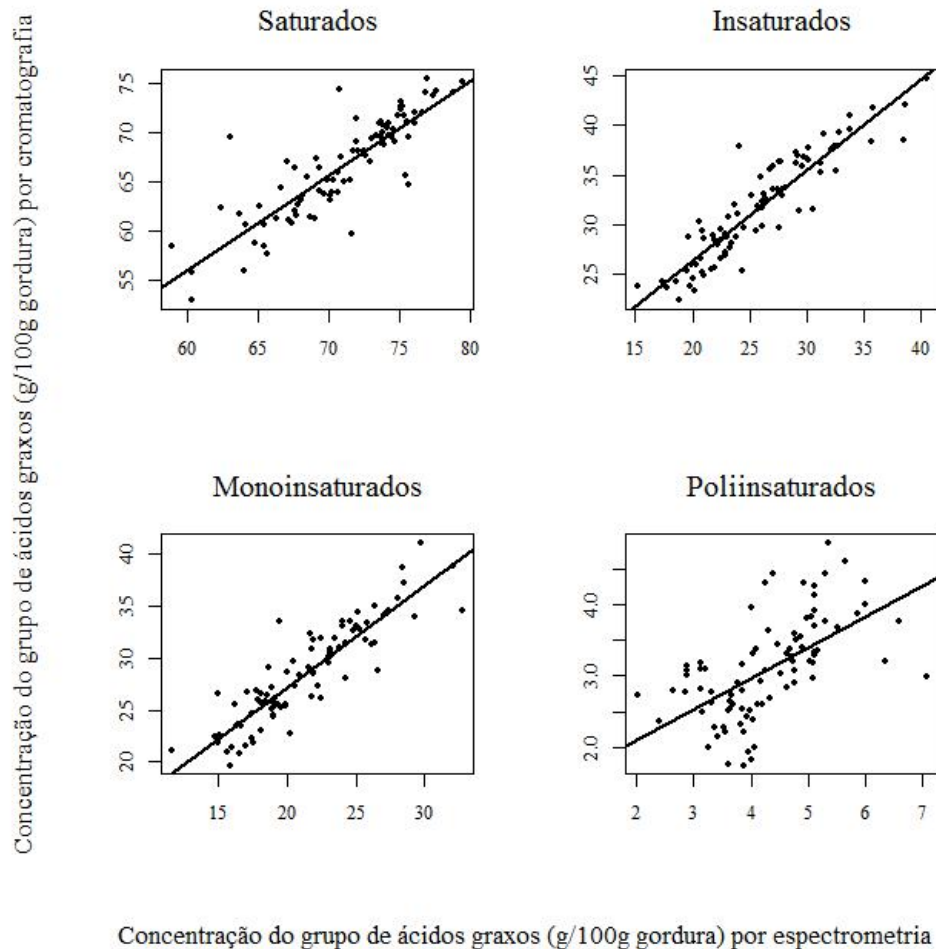 Concentração do grupo de ácidos graxos (g/100g gordura) por cromatografia
Saturados
75
70
65
60
55
60 65 70 75 80
Insaturados
45
40
35
30
25
15 20 25 30 35 40
Monoinsaturados
40
35
30
25
20
15 20 25 30
Poliinsaturados
4.0
3.0
2.0
2 3 4 5 6 7
Concentração do grupo de ácidos graxos (g/100g gordura) por espectrometria